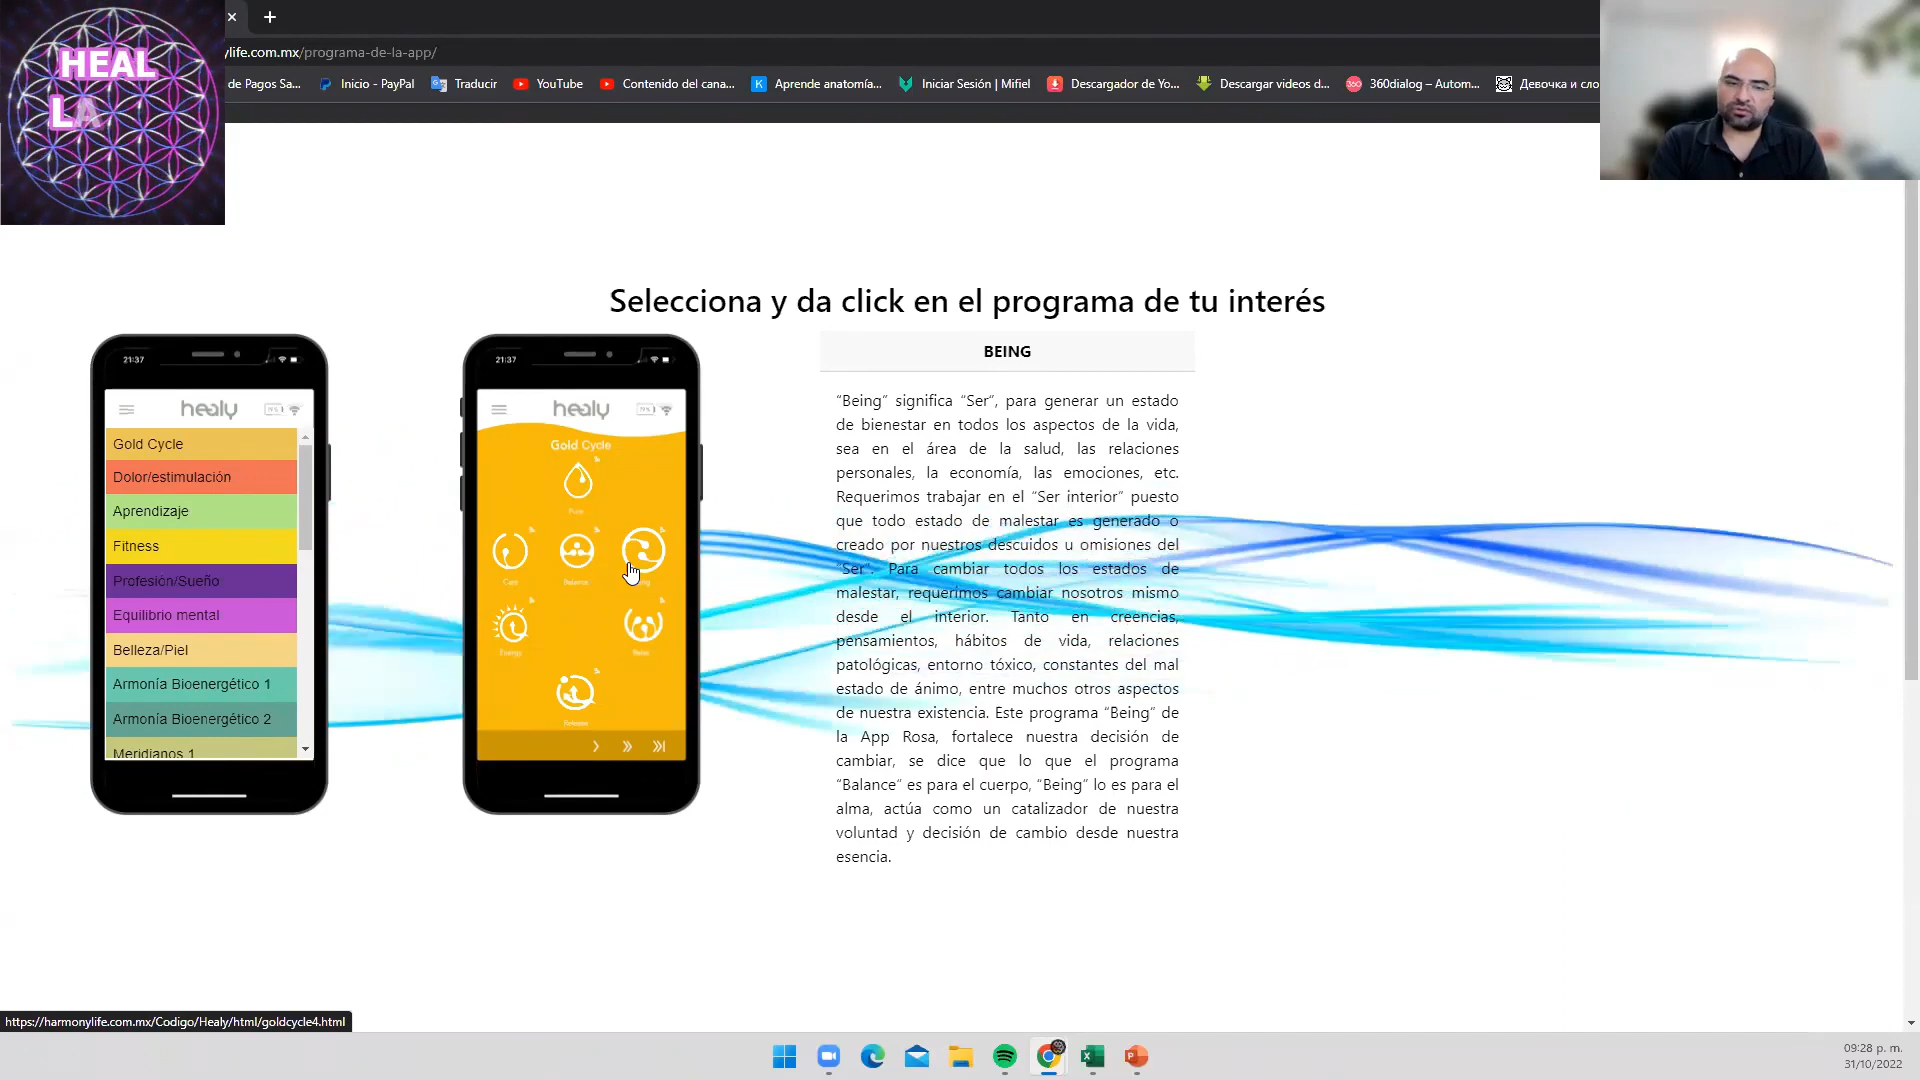 HEAL
LA
ylife.com.mx/programa-de-la-app/
de Pagos Sa...
Inicio - PayPal
Traducir
YouTube
Contenido del cana...
Aprende anatomía...
Iniciar Sesión | Mifiel
Descargador de Yo...
Descargar videos d...
360dialog – Autom...
Девочка и сло
Selecciona y da click en el programa de tu interés
21:37
healy
Gold Cycle
Dolor/estimulación
Aprendizaje
Fitness
Profesión/Sueño
Equilibrio mental
Belleza/Piel
Armonía Bioenergético 1
Armonía Bioenergético 2
Meridianos 1
21:37
healy
Gold Cycle
Pure
Care
Balance
Energy
Relax
Release
BEING
“Being” significa “Ser“, para generar un estado
de bienestar en todos los aspectos de la vida,
sea en el área de la salud, las relaciones
personales, la economía, las emociones, etc.
Requerimos trabajar en el “Ser interior” puesto
que todo estado de malestar es generado o
creado por nuestros descuidos u omisiones del
“Ser”. Para cambiar todos los estados de
malestar, requerimos cambiar nosotros mismo
desde el interior. Tanto en creencias,
pensamientos, hábitos de vida, relaciones
patológicas, entorno tóxico, constantes del mal
estado de ánimo, entre muchos otros aspectos
de nuestra existencia. Este programa “Being” de
la App Rosa, fortalece nuestra decisión de
cambiar, se dice que lo que el programa
“Balance” es para el cuerpo, “Being” lo es para el
alma, actúa como un catalizador de nuestra
voluntad y decisión de cambio desde nuestra
esencia.
https://harmonylife.com.mx/Codigo/Healy/html/goldcycle4.html
09:28 p. m.
31/10/2022